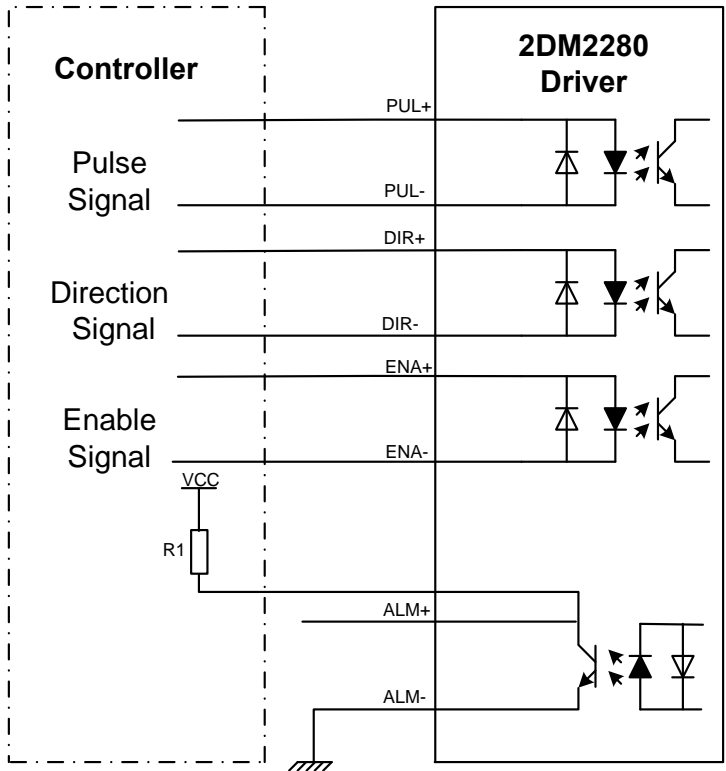 Controller
2DM2280
Driver
PUL+
Pulse
Signal
PUL-
DIR+
Direction
Signal
DIR-
ENA+
Enable
Signal
ENA-
VCC
R1
ALM+
ALM-